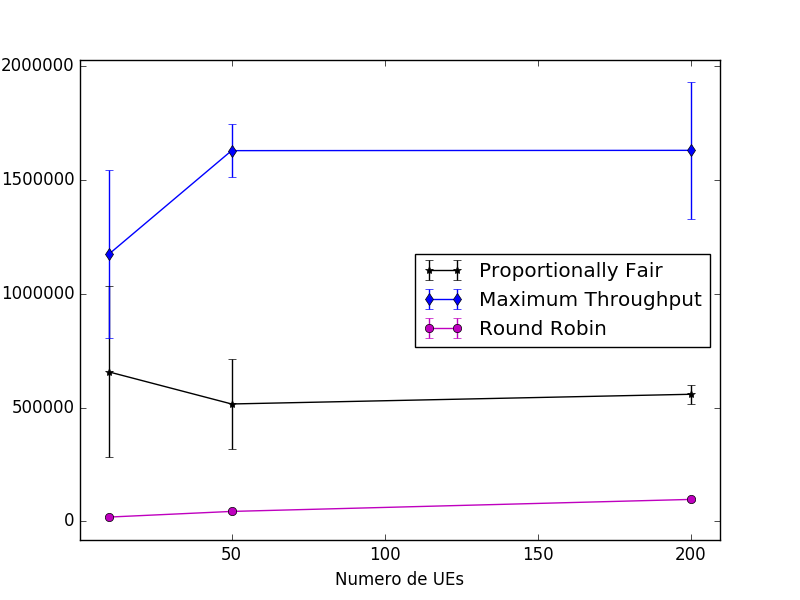 2000000
1500000
1000000
500000
0
Proportionally Fair
Maximum Throughput
Round Robin
50 100 150 200
Numero de UEs